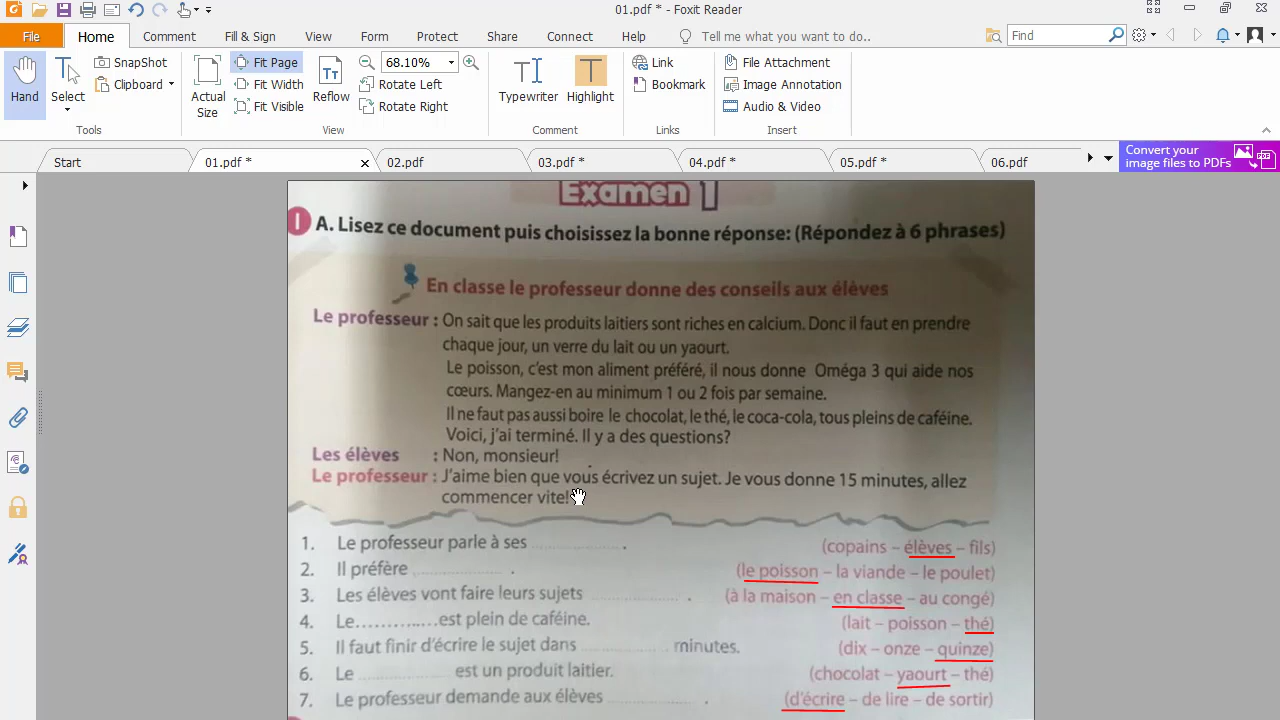 01.pdf * - Foxit Reader
File Home Comment Fill & Sign View Form Protect Share Connect Help Tell me what you want to do.. Find
Hand Select SnapShot Clipboard Actual Size Fit Page Fit Width Fit Visible Reflow 68.10% Rotate Left Rotate Right Typewriter Highlight Link Bookmark File Attachment Image Annotation Audio & Video
Tools View Comment Links Insert
Start 01.pdf * 02.pdf 03.pdf * 04.pdf * 05.pdf * 06.pdf Convert your image files to PDFs
Examen 1
I A. Lisez ce document puis choisissez la bonne réponse: (Répondez à 6 phrases)
En classe le professeur donne des conseils aux élèves
Le professeur : On sait que les produits laitiers sont riches en calcium. Donc il faut en prendre
chaque jour, un verre du lait ou un yaourt.
Le poisson, c'est mon aliment préféré, il nous donne Oméga 3 qui aide nos
cœurs. Mangez-en au minimum 1 ou 2 fois par semaine.
Il ne faut pas aussi boire le chocolat, le thé, le coca-cola, tous pleins de caféine.
Voici, j'ai terminé. Il y a des questions?
Les élèves : Non, monsieur!
Le professeur : J'aime bien que vous écrivez un sujet. Je vous donne 15 minutes, allez
commencer vite!
1. Le professeur parle à ses .................... . (copains – élèves – fils)
2. Il préfère .................... . (le poisson – la viande – le poulet)
3. Les élèves vont faire leurs sujets .................... . (à la maison – en classe – au congé)
4. Le................est plein de caféine. (lait – poisson – thé)
5. Il faut finir d'écrire le sujet dans .................... minutes. (dix – onze – quinze)
6. Le .................... est un produit laitier. (chocolat – yaourt – thé)
7. Le professeur demande aux élèves .................... . (d'écrire – de lire – de sortir)